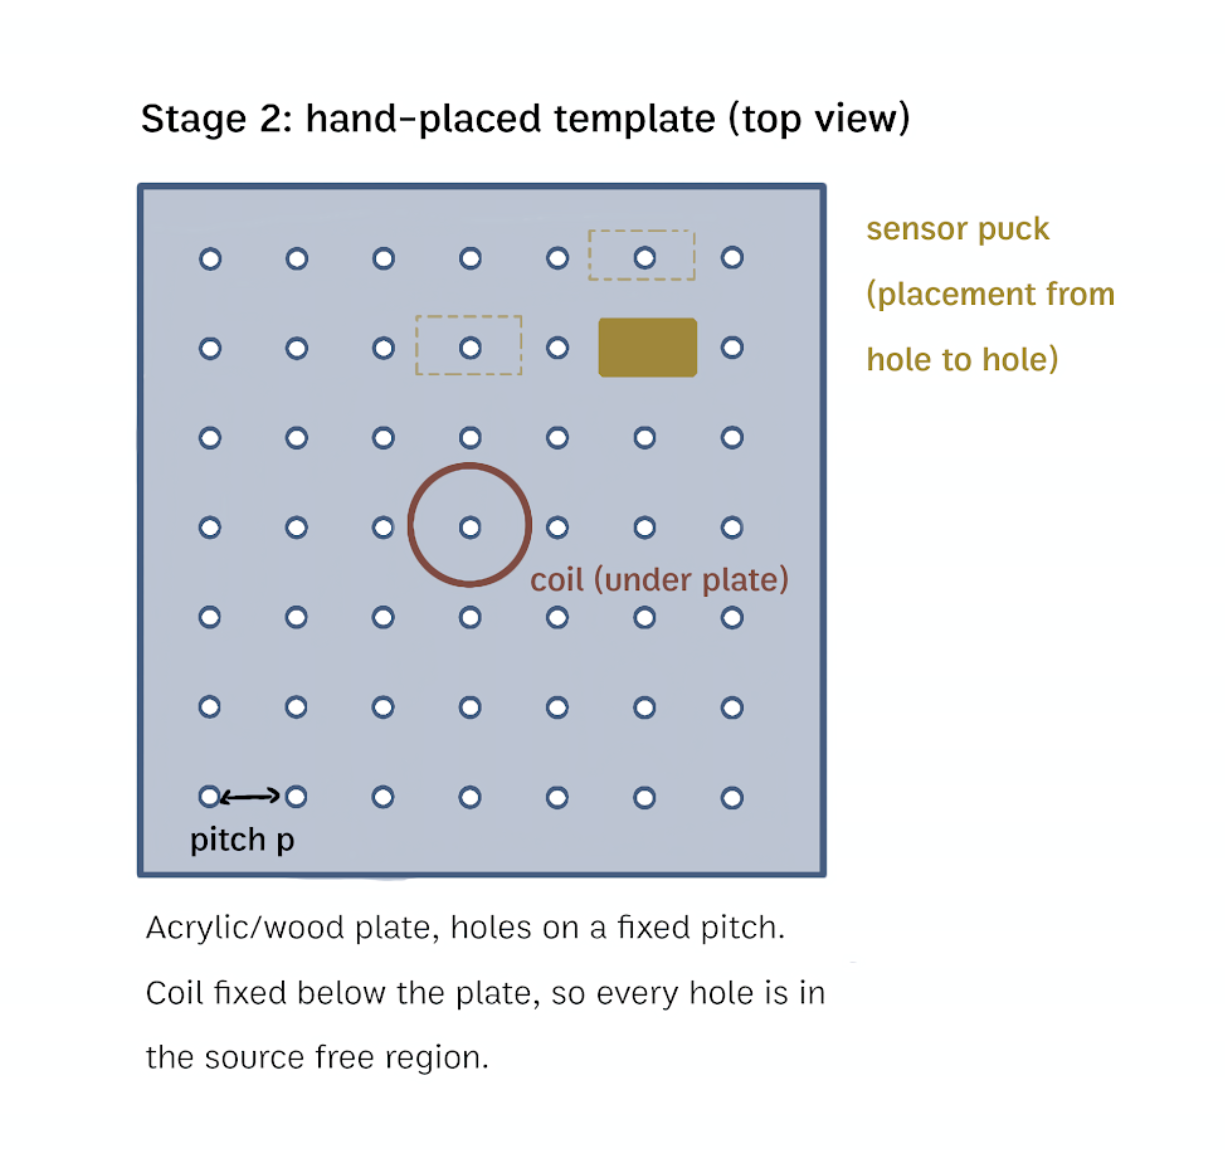 Stage 2: hand-placed template (top view)
sensor puck
(placement from
hole to hole)
coil (under plate)
pitch p
Acrylic/wood plate, holes on a fixed pitch.
Coil fixed below the plate, so every hole is in
the source free region.